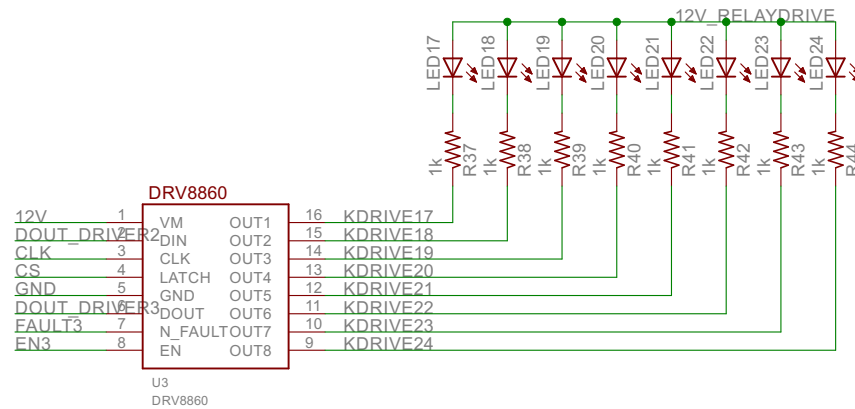 12V_RELAYDRIVE
LED17 LED18 LED19 LED20 LED21 LED22 LED23 LED24
1k R37 1k R38 1k R39 1k R40 1k R41 1k R42 1k R43 1k R44
DRV8860
12V 1 VM OUT1 16 KDRIVE17
DOUT_DRIVER2 2 DIN OUT2 15 KDRIVE18
CLK 3 CLK OUT3 14 KDRIVE19
CS 4 LATCH OUT4 13 KDRIVE20
GND 5 GND OUT5 12 KDRIVE21
DOUT_DRIVER3 6 DOUT OUT6 11 KDRIVE22
FAULT3 7 N_FAULT OUT7 10 KDRIVE23
EN3 8 EN OUT8 9 KDRIVE24
U3
DRV8860